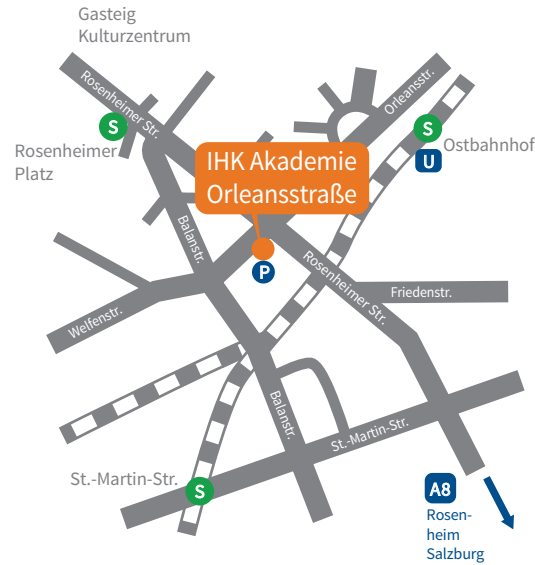 Gasteig
Kulturzentrum
Rosenheimer Str.
Orleansstr.
S
S
Ostbahnhof
U
Rosenheimer
Platz
IHK Akademie
Orleansstraße
Balanstr.
P
Rosenheimer Str.
Friedenstr.
Welfenstr.
Balanstr.
St.-Martin-Str.
St.-Martin-Str.
S
A8
Rosen-
heim
Salzburg